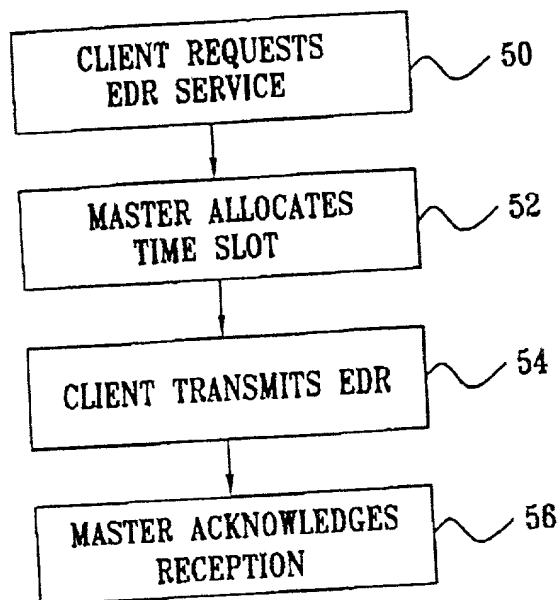 CLIENT REQUESTS
EDR SERVICE
50
MASTER ALLOCATES
TIME SLOT
52
CLIENT TRANSMITS EDR
54
MASTER ACKNOWLEDGES
RECEPTION
56